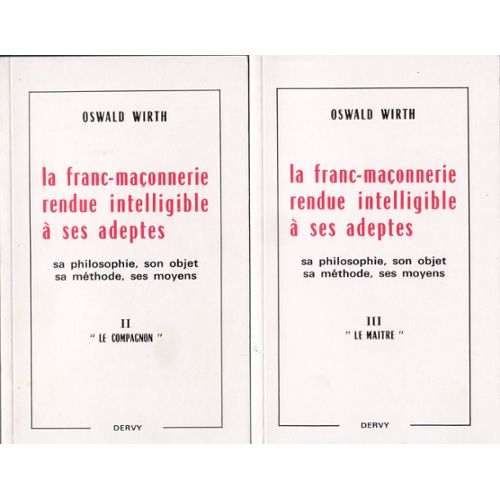 OSWALD WIRTH
la franc-maçonnerie
rendue intelligible
à ses adeptes
sa philosophie, son objet
sa méthode, ses moyens
II
" LE COMPAGNON "
DERVY
OSWALD WIRTH
la franc-maçonnerie
rendue intelligible
à ses adeptes
sa philosophie, son objet
sa méthode, ses moyens
III
" LE MAITRE "
DERVY